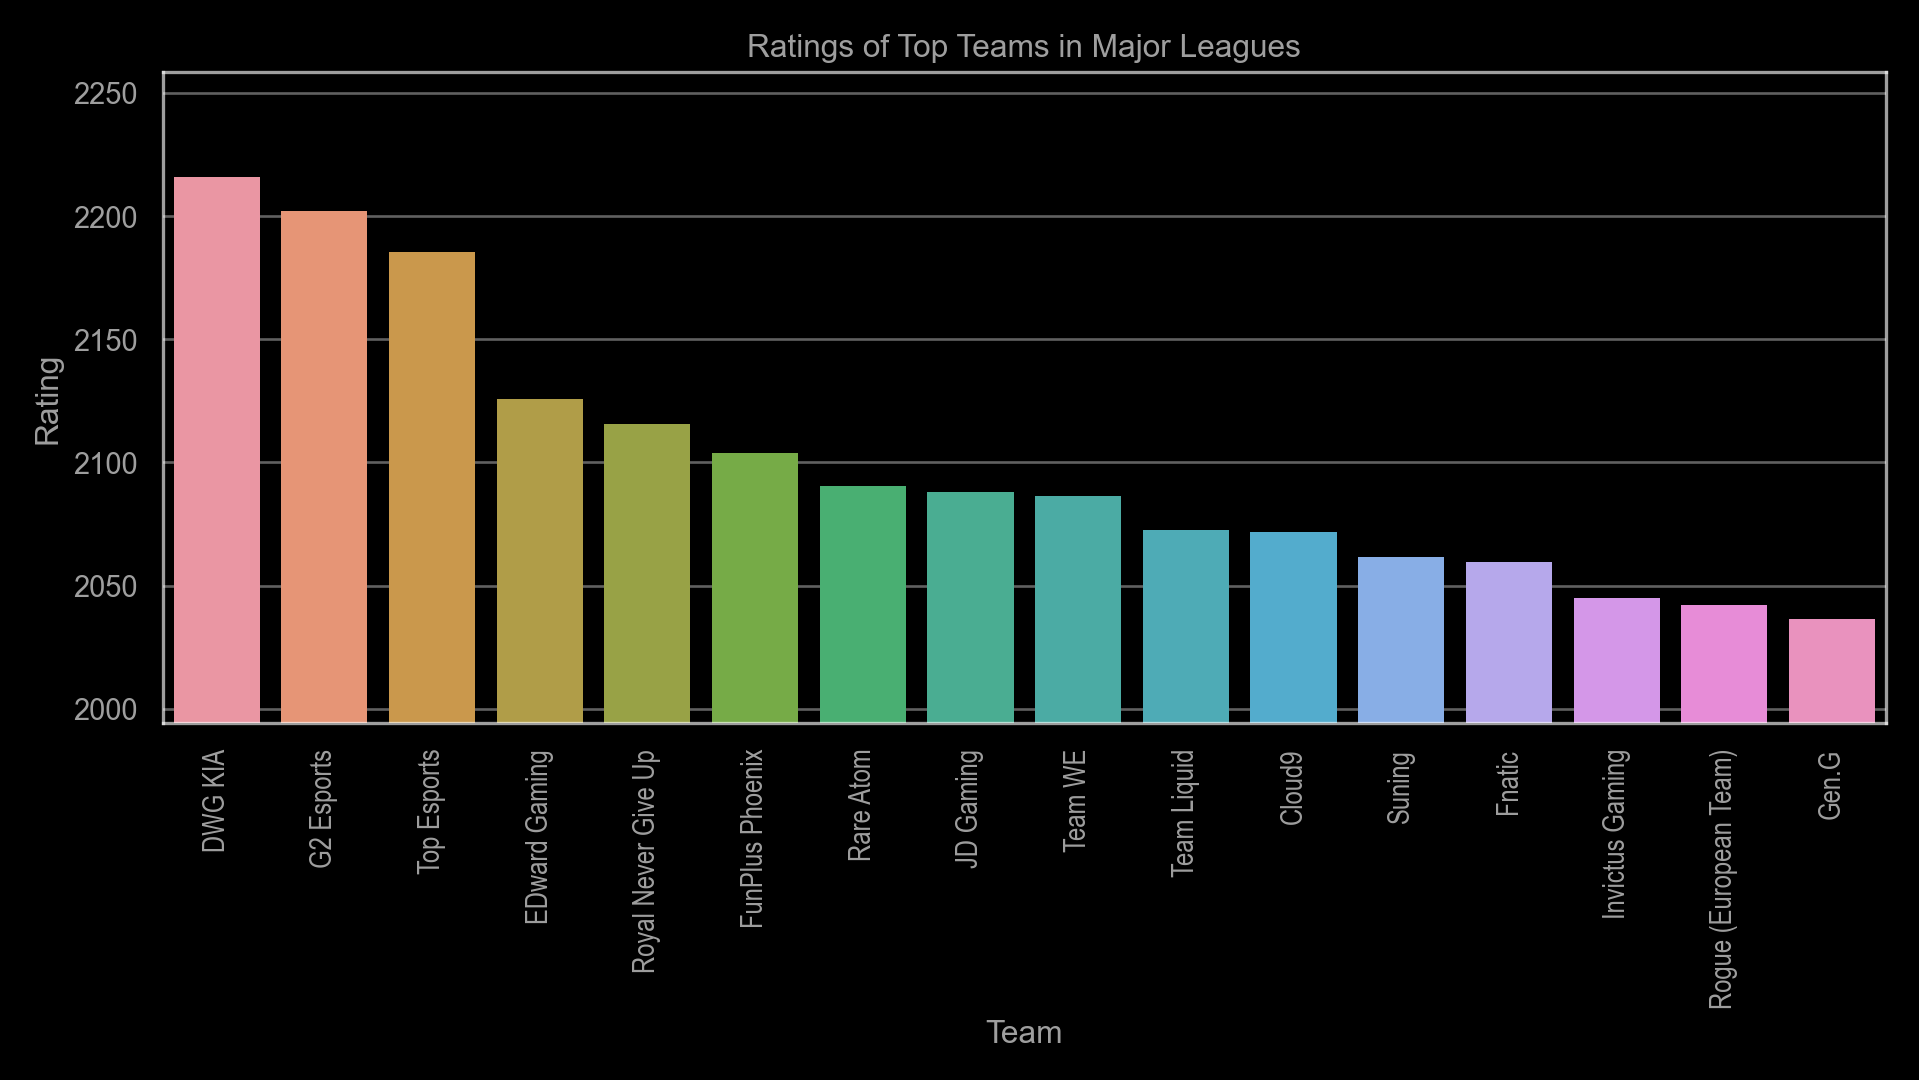 Ratings of Top Teams in Major Leagues
Rating
2250
2200
2150
2100
2050
2000
DWG KIA
G2 Esports
Top Esports
EDward Gaming
Royal Never Give Up
FunPlus Phoenix
Rare Atom
JD Gaming
Team WE
Team Liquid
Cloud9
Suning
Fnatic
Invictus Gaming
Rogue (European Team)
Gen.G
Team